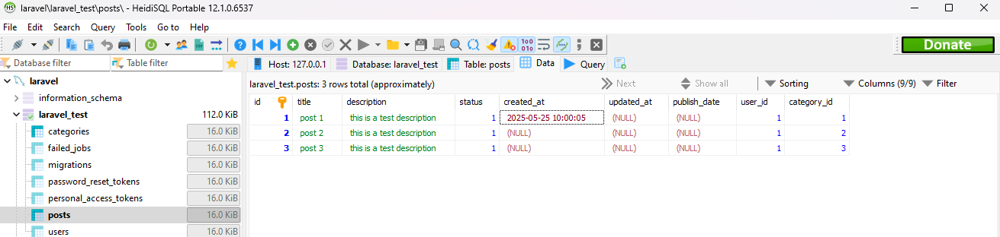 laravel\laravel_test\posts\ - HeidiSQL Portable 12.1.0.6537
File Edit Search Query Tools Go to Help
Donate
Database filter Table filter Host: 127.0.0.1 Database: laravel_test Table: posts Data Query
laravel_test.posts: 3 rows total (approximately) Next Show all Sorting Columns (9/9) Filter
laravel
information_schema
laravel_test 112.0 KiB
categories 16.0 KiB
failed_jobs 16.0 KiB
migrations 16.0 KiB
password_reset_tokens 16.0 KiB
personal_access_tokens 16.0 KiB
posts 16.0 KiB
users 16.0 KiB
id title description status created_at updated_at publish_date user_id category_id
1 post 1 this is a test description 1 2025-05-25 10:00:05 (NULL) (NULL) 1 1
2 post 2 this is a test description 1 (NULL) (NULL) (NULL) 1 2
3 post 3 this is a test description 1 (NULL) (NULL) (NULL) 1 3